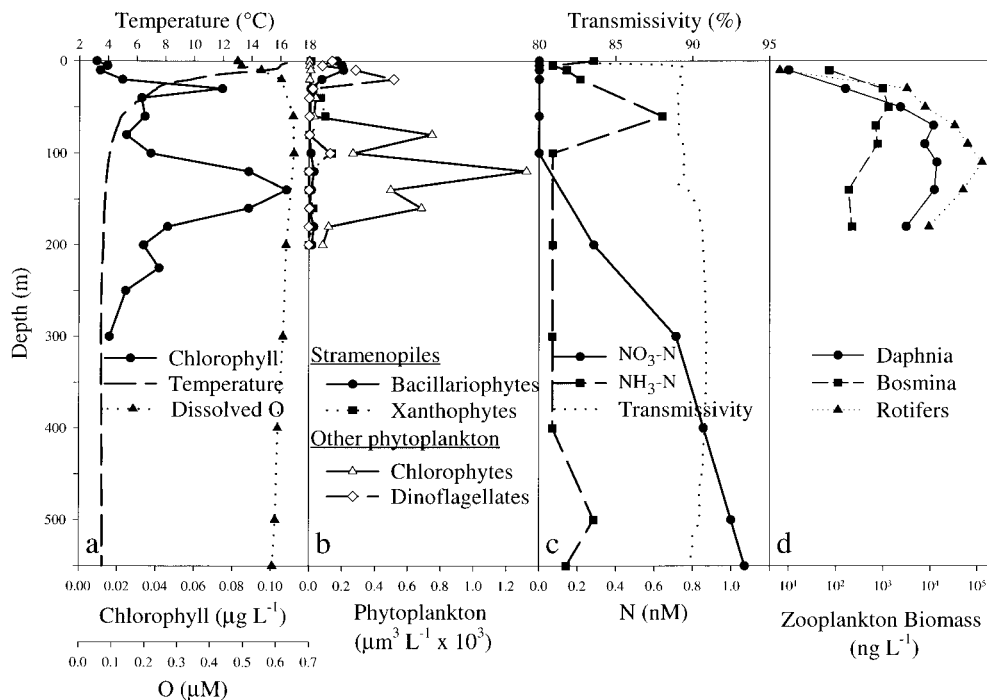 Temperature (°C)
Transmissivity (%)
2 4 6 8 10 12 14 16 18
80 85 90 95
0
100
200
300
400
500
Depth (m)
Chlorophyll
Temperature
Dissolved O
Stramenopiles
Bacillariophytes
Xanthophytes
Other phytoplankton
Chlorophytes
Dinoflagellates
NO₃-N
NH₃-N
Transmissivity
Daphnia
Bosmina
Rotifers
a
b
c
d
0.00 0.02 0.04 0.06 0.08 0.10
0.0 0.2 0.4 0.6 0.8 1.0 1.2
0.0 0.2 0.4 0.6 0.8 1.0
10¹ 10² 10³ 10⁴ 10⁵
Chlorophyll (µg L⁻¹)
Phytoplankton
(µm³ L⁻¹ x 10³)
N (nM)
Zooplankton Biomass
(ng L⁻¹)
0.0 0.1 0.2 0.3 0.4 0.5 0.6 0.7
O (µM)